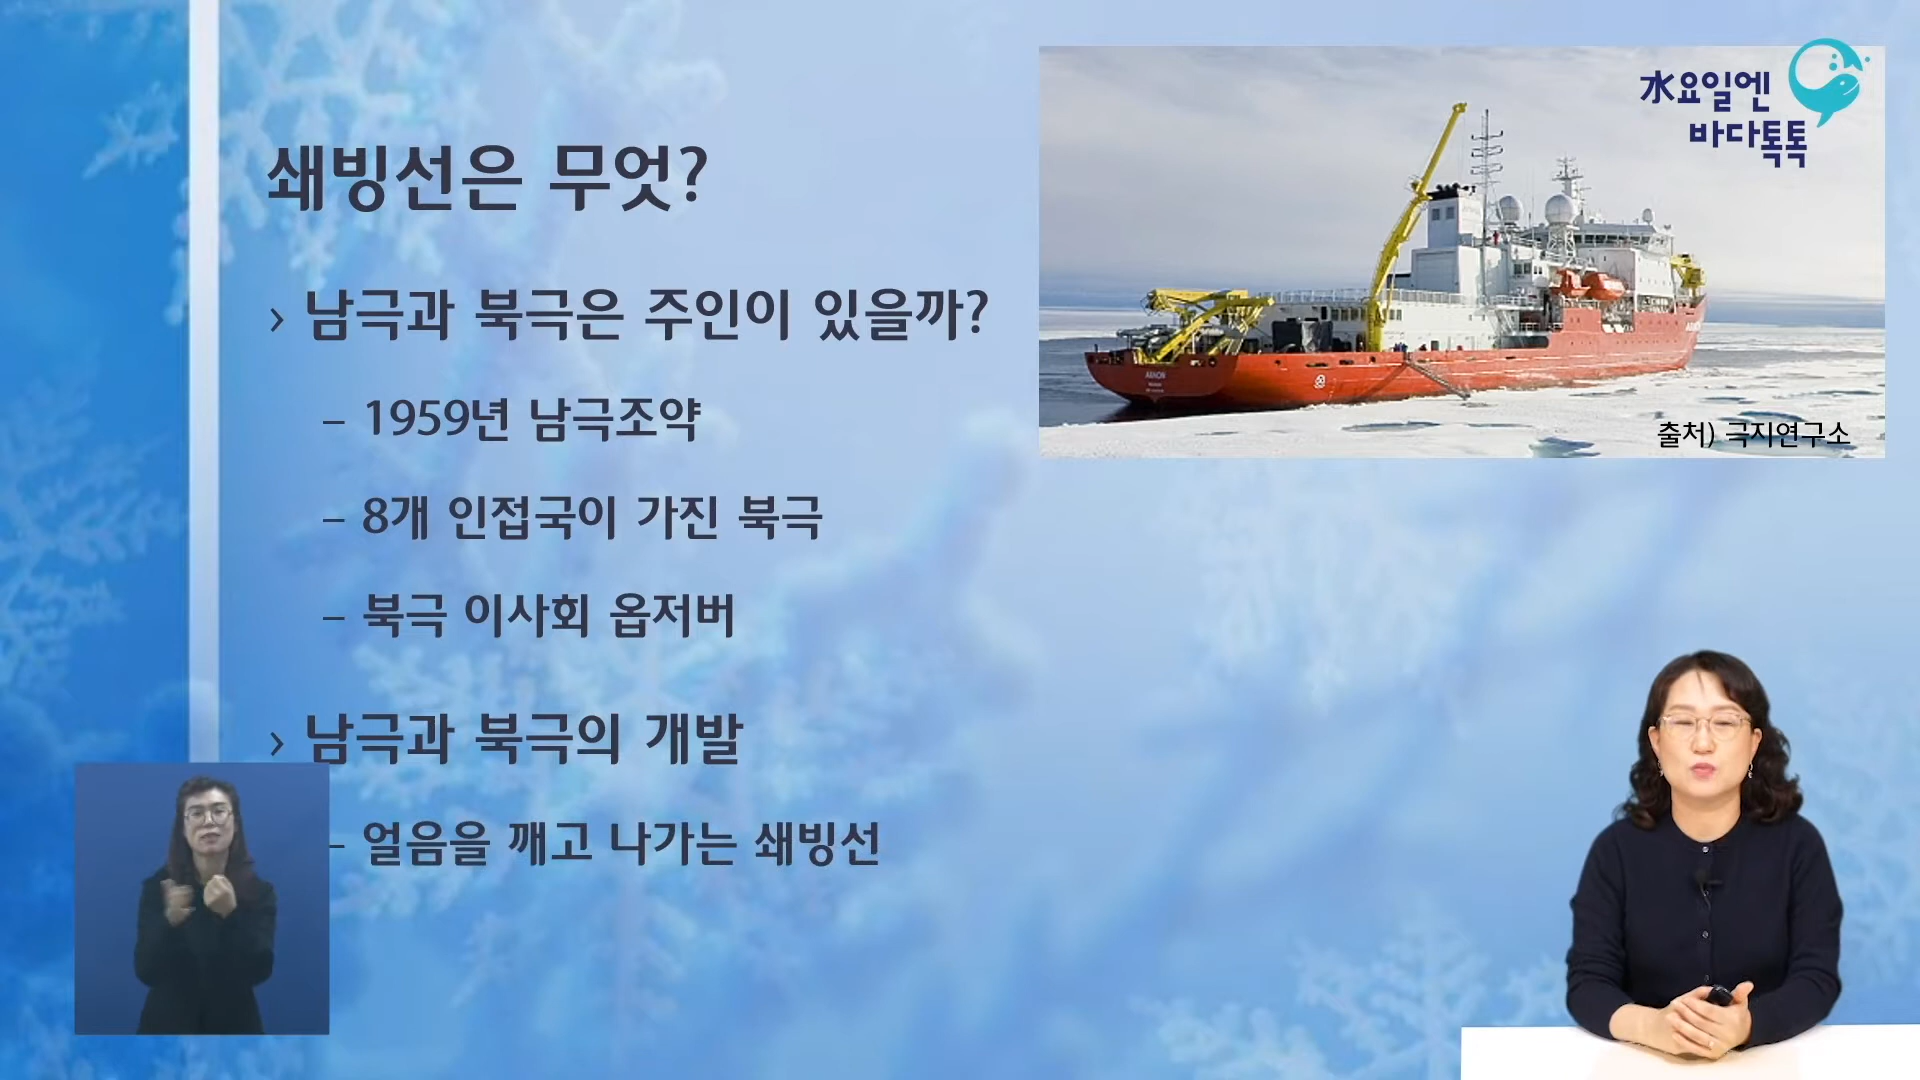 쇄빙선은 무엇?
› 남극과 북극은 주인이 있을까?
– 1959년 남극조약
– 8개 인접국이 가진 북극
– 북극 이사회 옵저버
› 남극과 북극의 개발
– 얼음을 깨고 나가는 쇄빙선
水요일엔
바다톡톡
ARAON
출처) 극지연구소